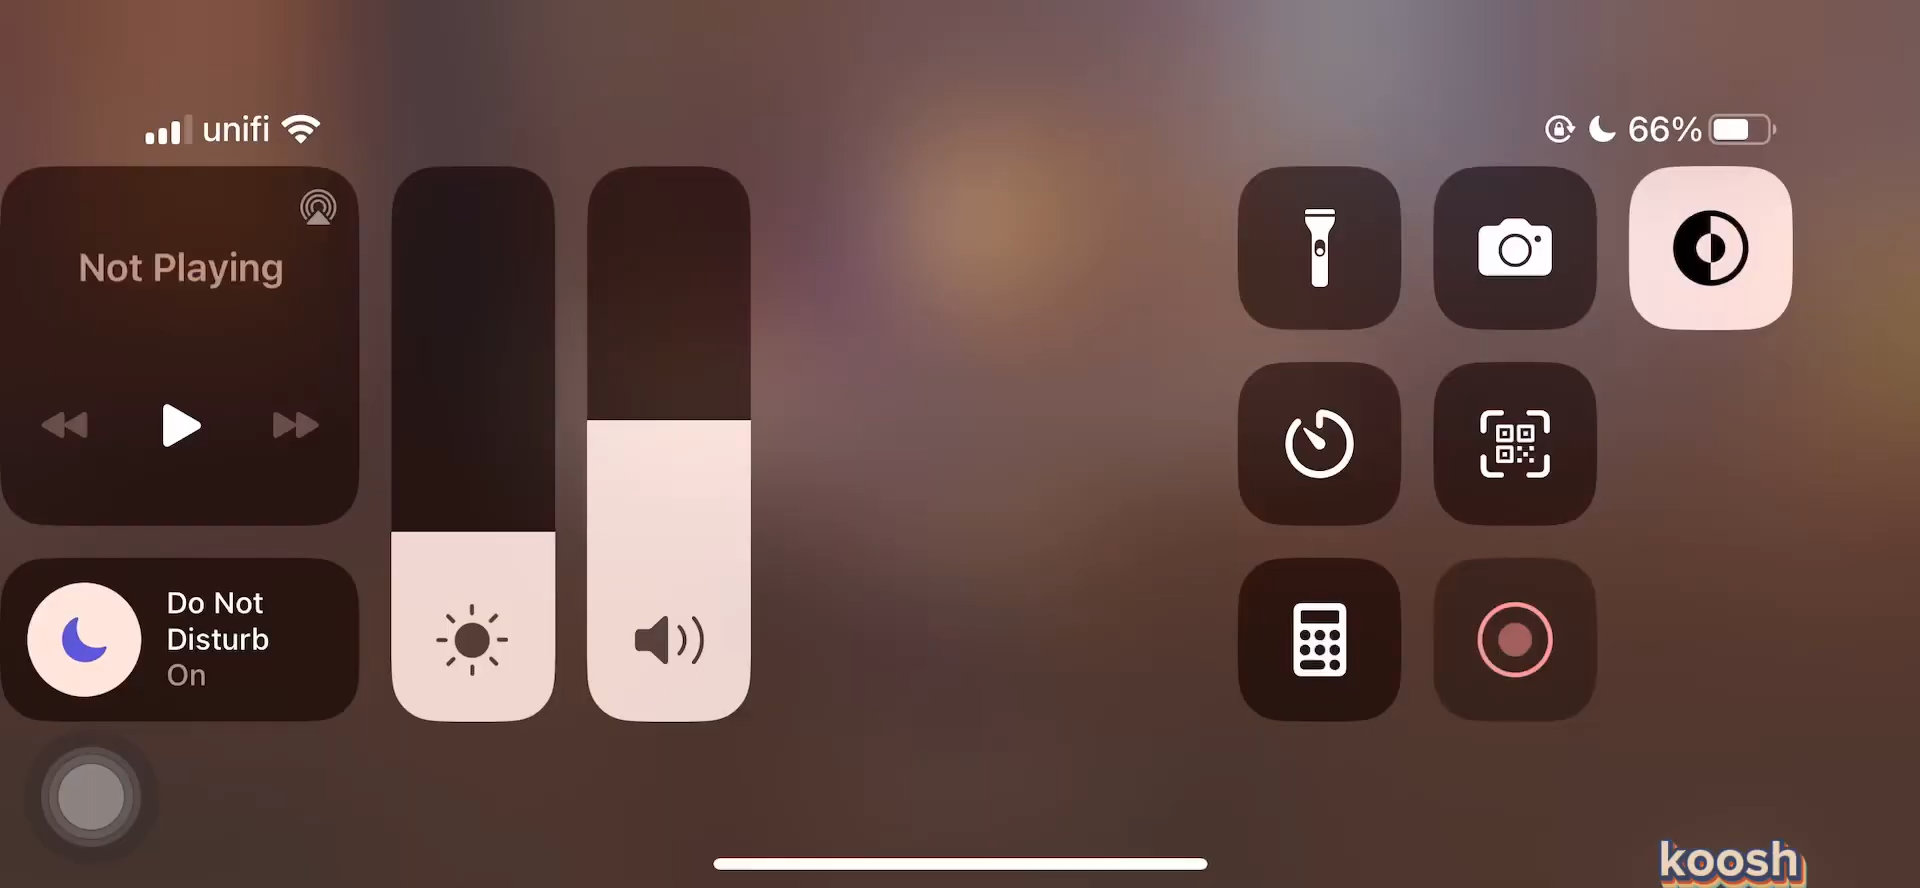 unifi
66%
Not Playing
Do Not
Disturb
On
koosh